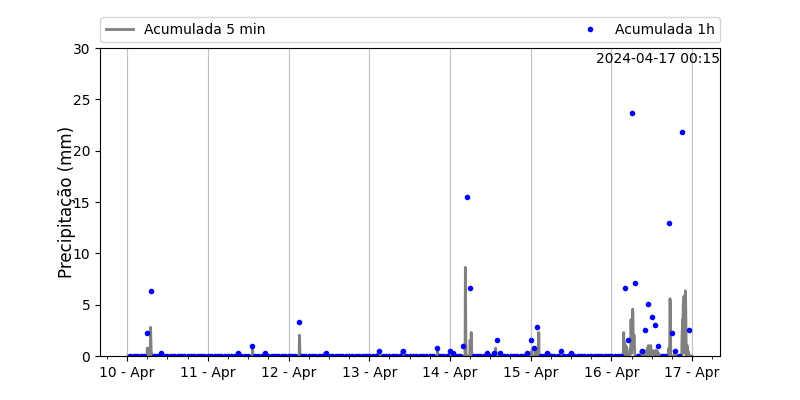 Acumulada 5 min
Acumulada 1h
2024-04-17 00:15
Precipitação (mm)
30
25
20
15
10
5
0
10 - Apr
11 - Apr
12 - Apr
13 - Apr
14 - Apr
15 - Apr
16 - Apr
17 - Apr